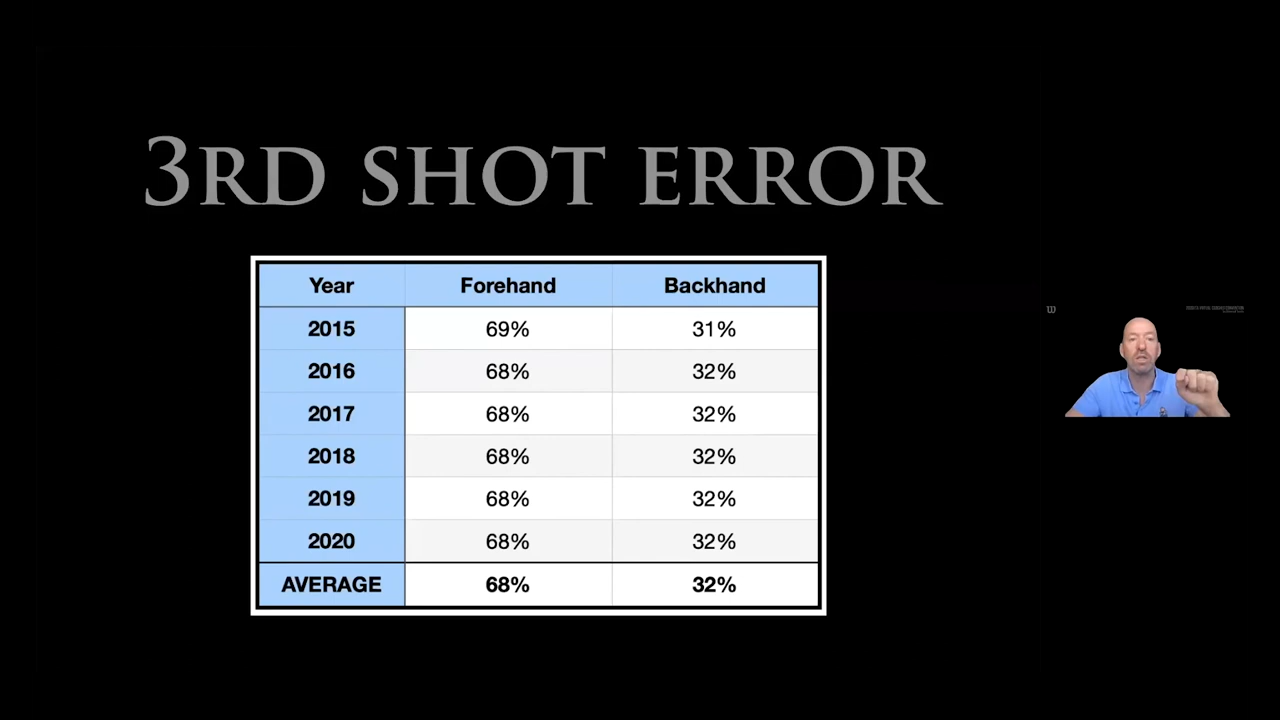 3RD SHOT ERROR
Year Forehand Backhand
2015 69% 31%
2016 68% 32%
2017 68% 32%
2018 68% 32%
2019 68% 32%
2020 68% 32%
AVERAGE 68% 32%
W